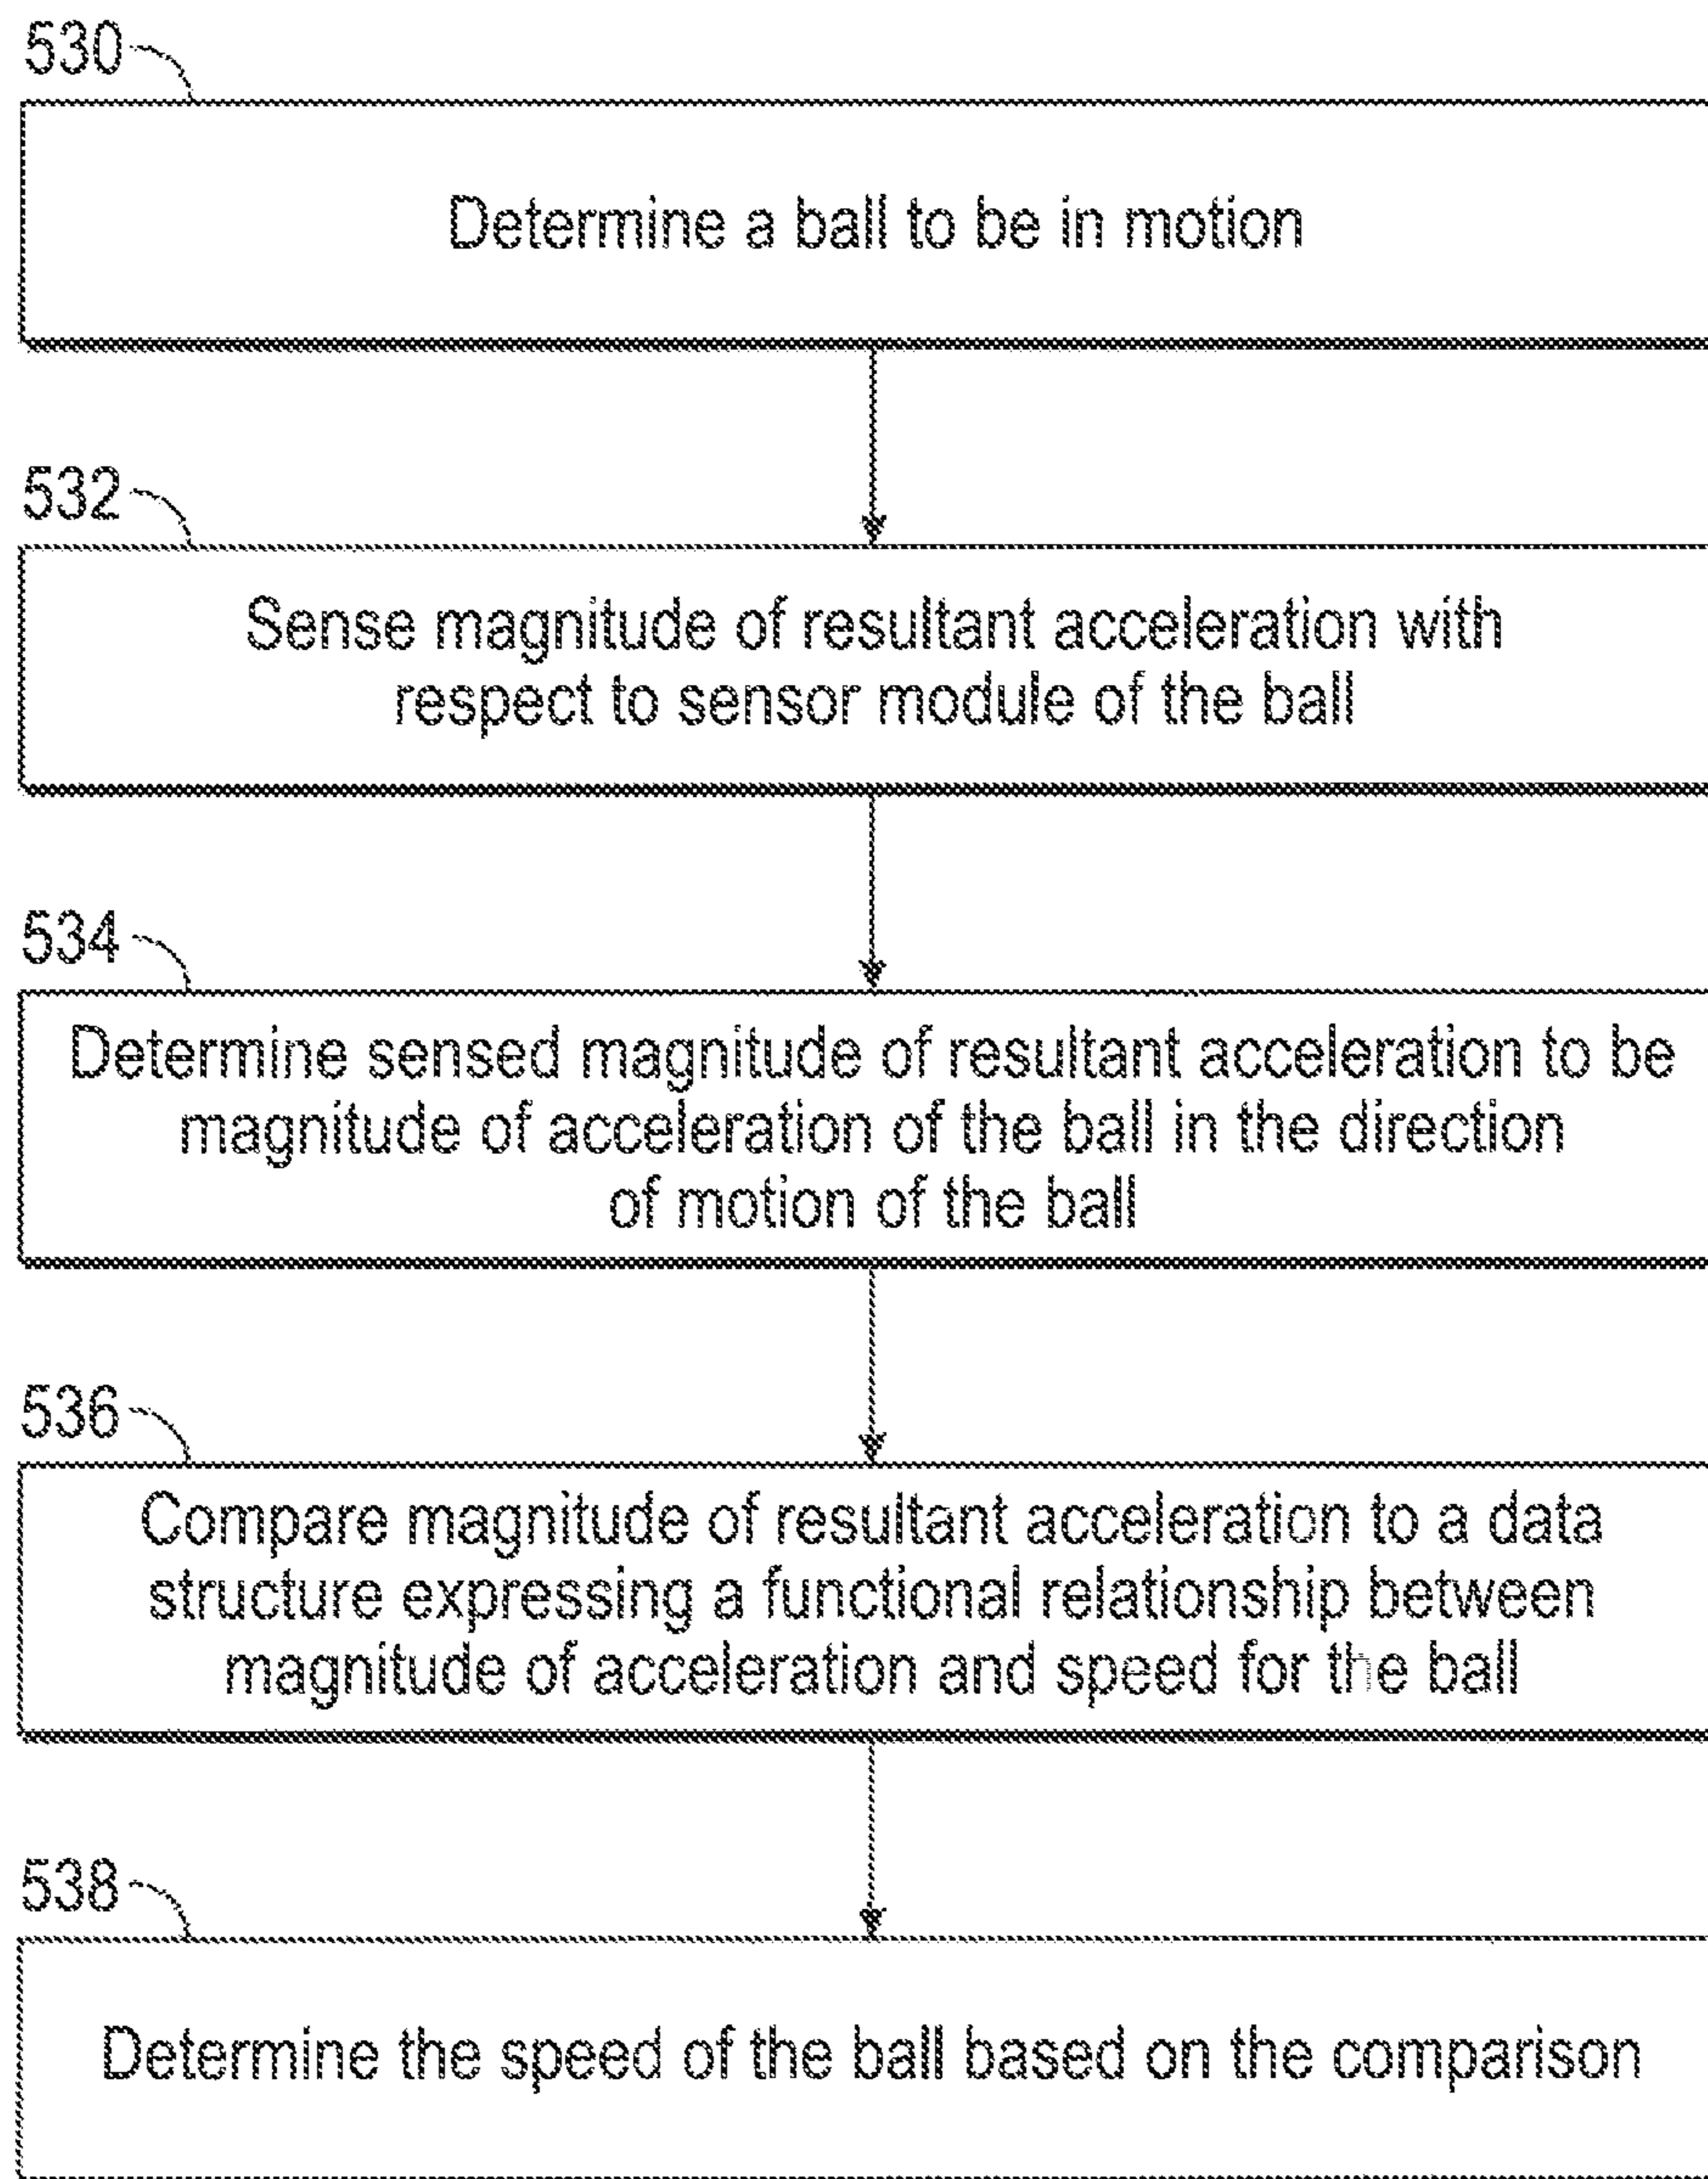 530
Determine a ball to be in motion
532
Sense magnitude of resultant acceleration with
respect to sensor module of the ball
534
Determine sensed magnitude of resultant acceleration to be
magnitude of acceleration of the ball in the direction
of motion of the ball
536
Compare magnitude of resultant acceleration to a data
structure expressing a functional relationship between
magnitude of acceleration and speed for the ball
538
Determine the speed of the ball based on the comparison